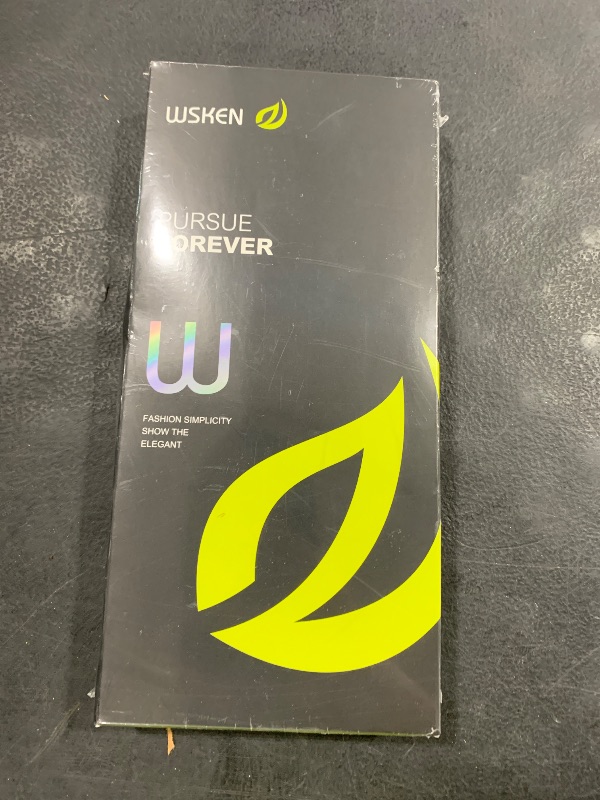 WSKEN
PURSUE
FOREVER
W
FASHION SIMPLICITY
SHOW THE
ELEGANT